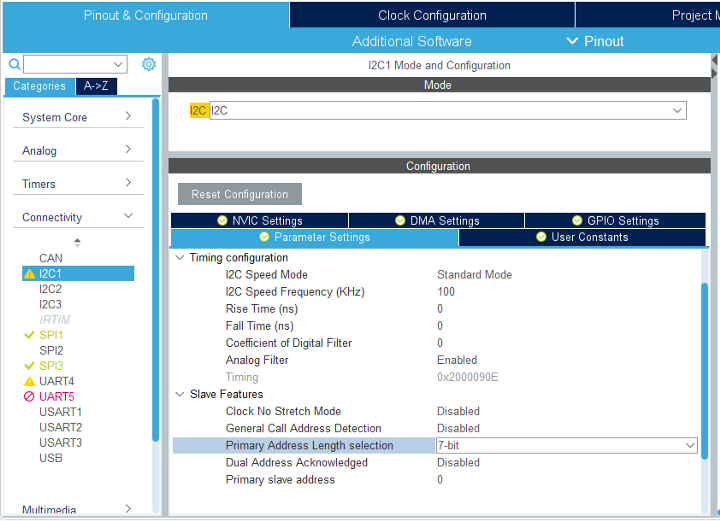 Pinout & Configuration
Clock Configuration
Project M
Additional Software
Pinout
Categories
A->Z
System Core
Analog
Timers
Connectivity
CAN
I2C1
I2C2
I2C3
IRTIM
SPI1
SPI2
SPI3
UART4
UART5
USART1
USART2
USART3
USB
Multimedia
I2C1 Mode and Configuration
Mode
I2C I2C
Configuration
Reset Configuration
NVIC Settings
DMA Settings
GPIO Settings
Parameter Settings
User Constants
Timing configuration
I2C Speed Mode Standard Mode
I2C Speed Frequency (KHz) 100
Rise Time (ns) 0
Fall Time (ns) 0
Coefficient of Digital Filter 0
Analog Filter Enabled
Timing 0x2000090E
Slave Features
Clock No Stretch Mode Disabled
General Call Address Detection Disabled
Primary Address Length selection 7-bit
Dual Address Acknowledged Disabled
Primary slave address 0